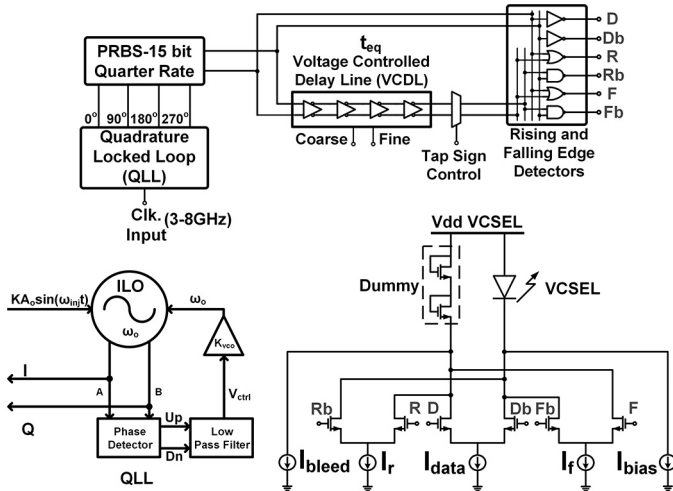 PRBS-15 bit
Quarter Rate
0° 90° 180° 270°
Quadrature
Locked Loop
(QLL)
Clk. (3-8GHz)
Input
t_eq
Voltage Controlled
Delay Line (VCDL)
Coarse Fine
Tap Sign
Control
D
Db
R
Rb
F
Fb
Rising and
Falling Edge
Detectors
KA_o sin(ω_inj t)
ILO
ω_o
ω_o
K_vco
V_ctrl
I
Q
A B
Phase
Detector
Up
Dn
Low
Pass Filter
QLL
Vdd VCSEL
Dummy
VCSEL
Rb R D Db Fb F
I_bleed I_r I_data I_f I_bias